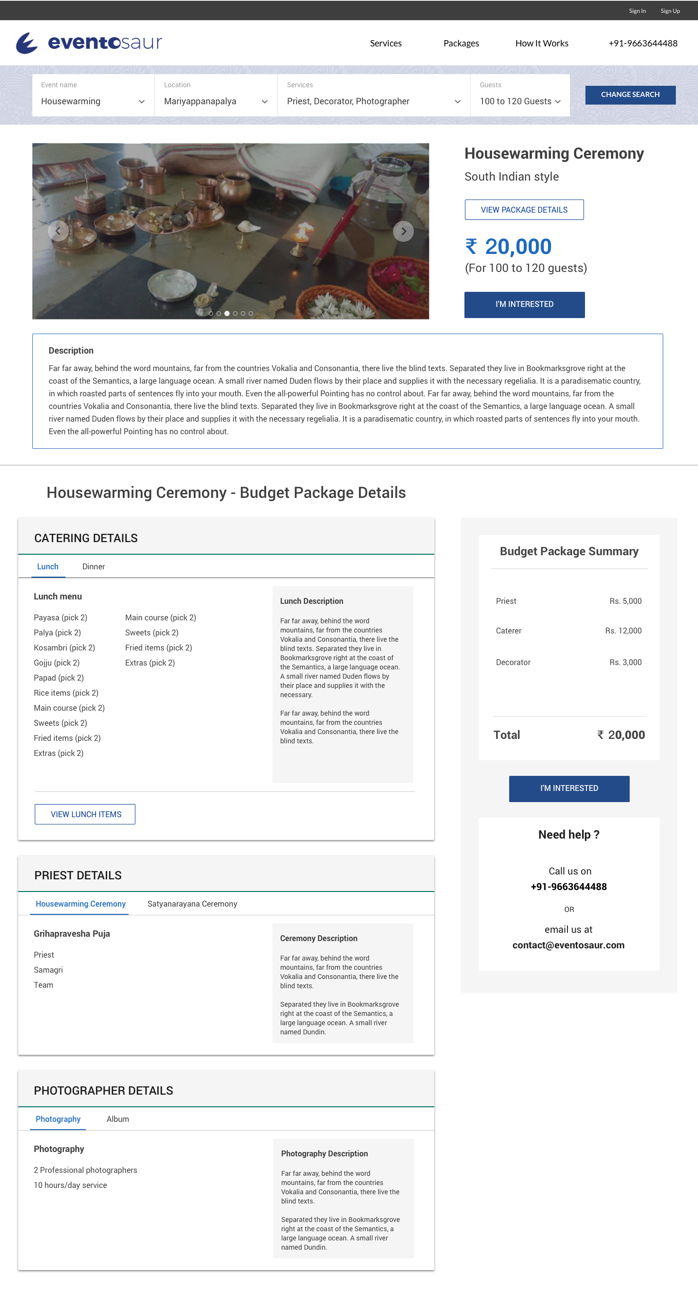 Sign In Sign Up
eventosaur
Services Packages How It Works +91-9663644488
Event name Location Services Guests
Housewarming Mariyappanapalya Priest, Decorator, Photographer 100 to 120 Guests
CHANGE SEARCH
Housewarming Ceremony
South Indian style
VIEW PACKAGE DETAILS
₹ 20,000
(For 100 to 120 guests)
I'M INTERESTED
Description
Far far away, behind the word mountains, far from the countries Vokalia and Consonantia, there live the blind texts. Separated they live in Bookmarksgrove right at the
coast of the Semantics, a large language ocean. A small river named Duden flows by their place and supplies it with the necessary regelialia. It is a paradisematic country,
in which roasted parts of sentences fly into your mouth. Even the all-powerful Pointing has no control about. Far far away, behind the word mountains, far from the
countries Vokalia and Consonantia, there live the blind texts. Separated they live in Bookmarksgrove right at the coast of the Semantics, a large language ocean. A small
river named Duden flows by their place and supplies it with the necessary regelialia. It is a paradisematic country, in which roasted parts of sentences fly into your mouth.
Even the all-powerful Pointing has no control about.
Housewarming Ceremony - Budget Package Details
CATERING DETAILS
Lunch Dinner
Lunch menu
Payasa (pick 2) Main course (pick 2)
Palya (pick 2) Sweets (pick 2)
Kosambri (pick 2) Fried items (pick 2)
Gojju (pick 2) Extras (pick 2)
Papad (pick 2)
Rice items (pick 2)
Main course (pick 2)
Sweets (pick 2)
Fried items (pick 2)
Extras (pick 2)
Lunch Description
Far far away, behind the word
mountains, far from the countries
Vokalia and Consonantia, there live the
blind texts. Separated they live in
Bookmarksgrove right at the coast of
the Semantics, a large language ocean.
A small river named Duden flows by
their place and supplies it with the
necessary.
Far far away, behind the word
mountains, far from the countries
Vokalia and Consonantia, there live the
blind texts.
VIEW LUNCH ITEMS
PRIEST DETAILS
Housewarming Ceremony Satyanarayana Ceremony
Grihapravesha Puja
Priest
Samagri
Team
Ceremony Description
Far far away, behind the word
mountains, far from the countries
Vokalia and Consonantia, there live the
blind texts.
Separated they live in Bookmarksgrove
right at the coast of the Semantics, a
large language ocean. A small river
named Dundin.
PHOTOGRAPHER DETAILS
Photography Album
Photography
2 Professional photographers
10 hours/day service
Photography Description
Far far away, behind the word
mountains, far from the countries
Vokalia and Consonantia, there live the
blind texts.
Separated they live in Bookmarksgrove
right at the coast of the Semantics, a
large language ocean. A small river
named Dundin.
Budget Package Summary
Priest Rs. 5,000
Caterer Rs. 12,000
Decorator Rs. 3,000
Total ₹ 20,000
I'M INTERESTED
Need help ?
Call us on
+91-9663644488
OR
email us at
contact@eventosaur.com